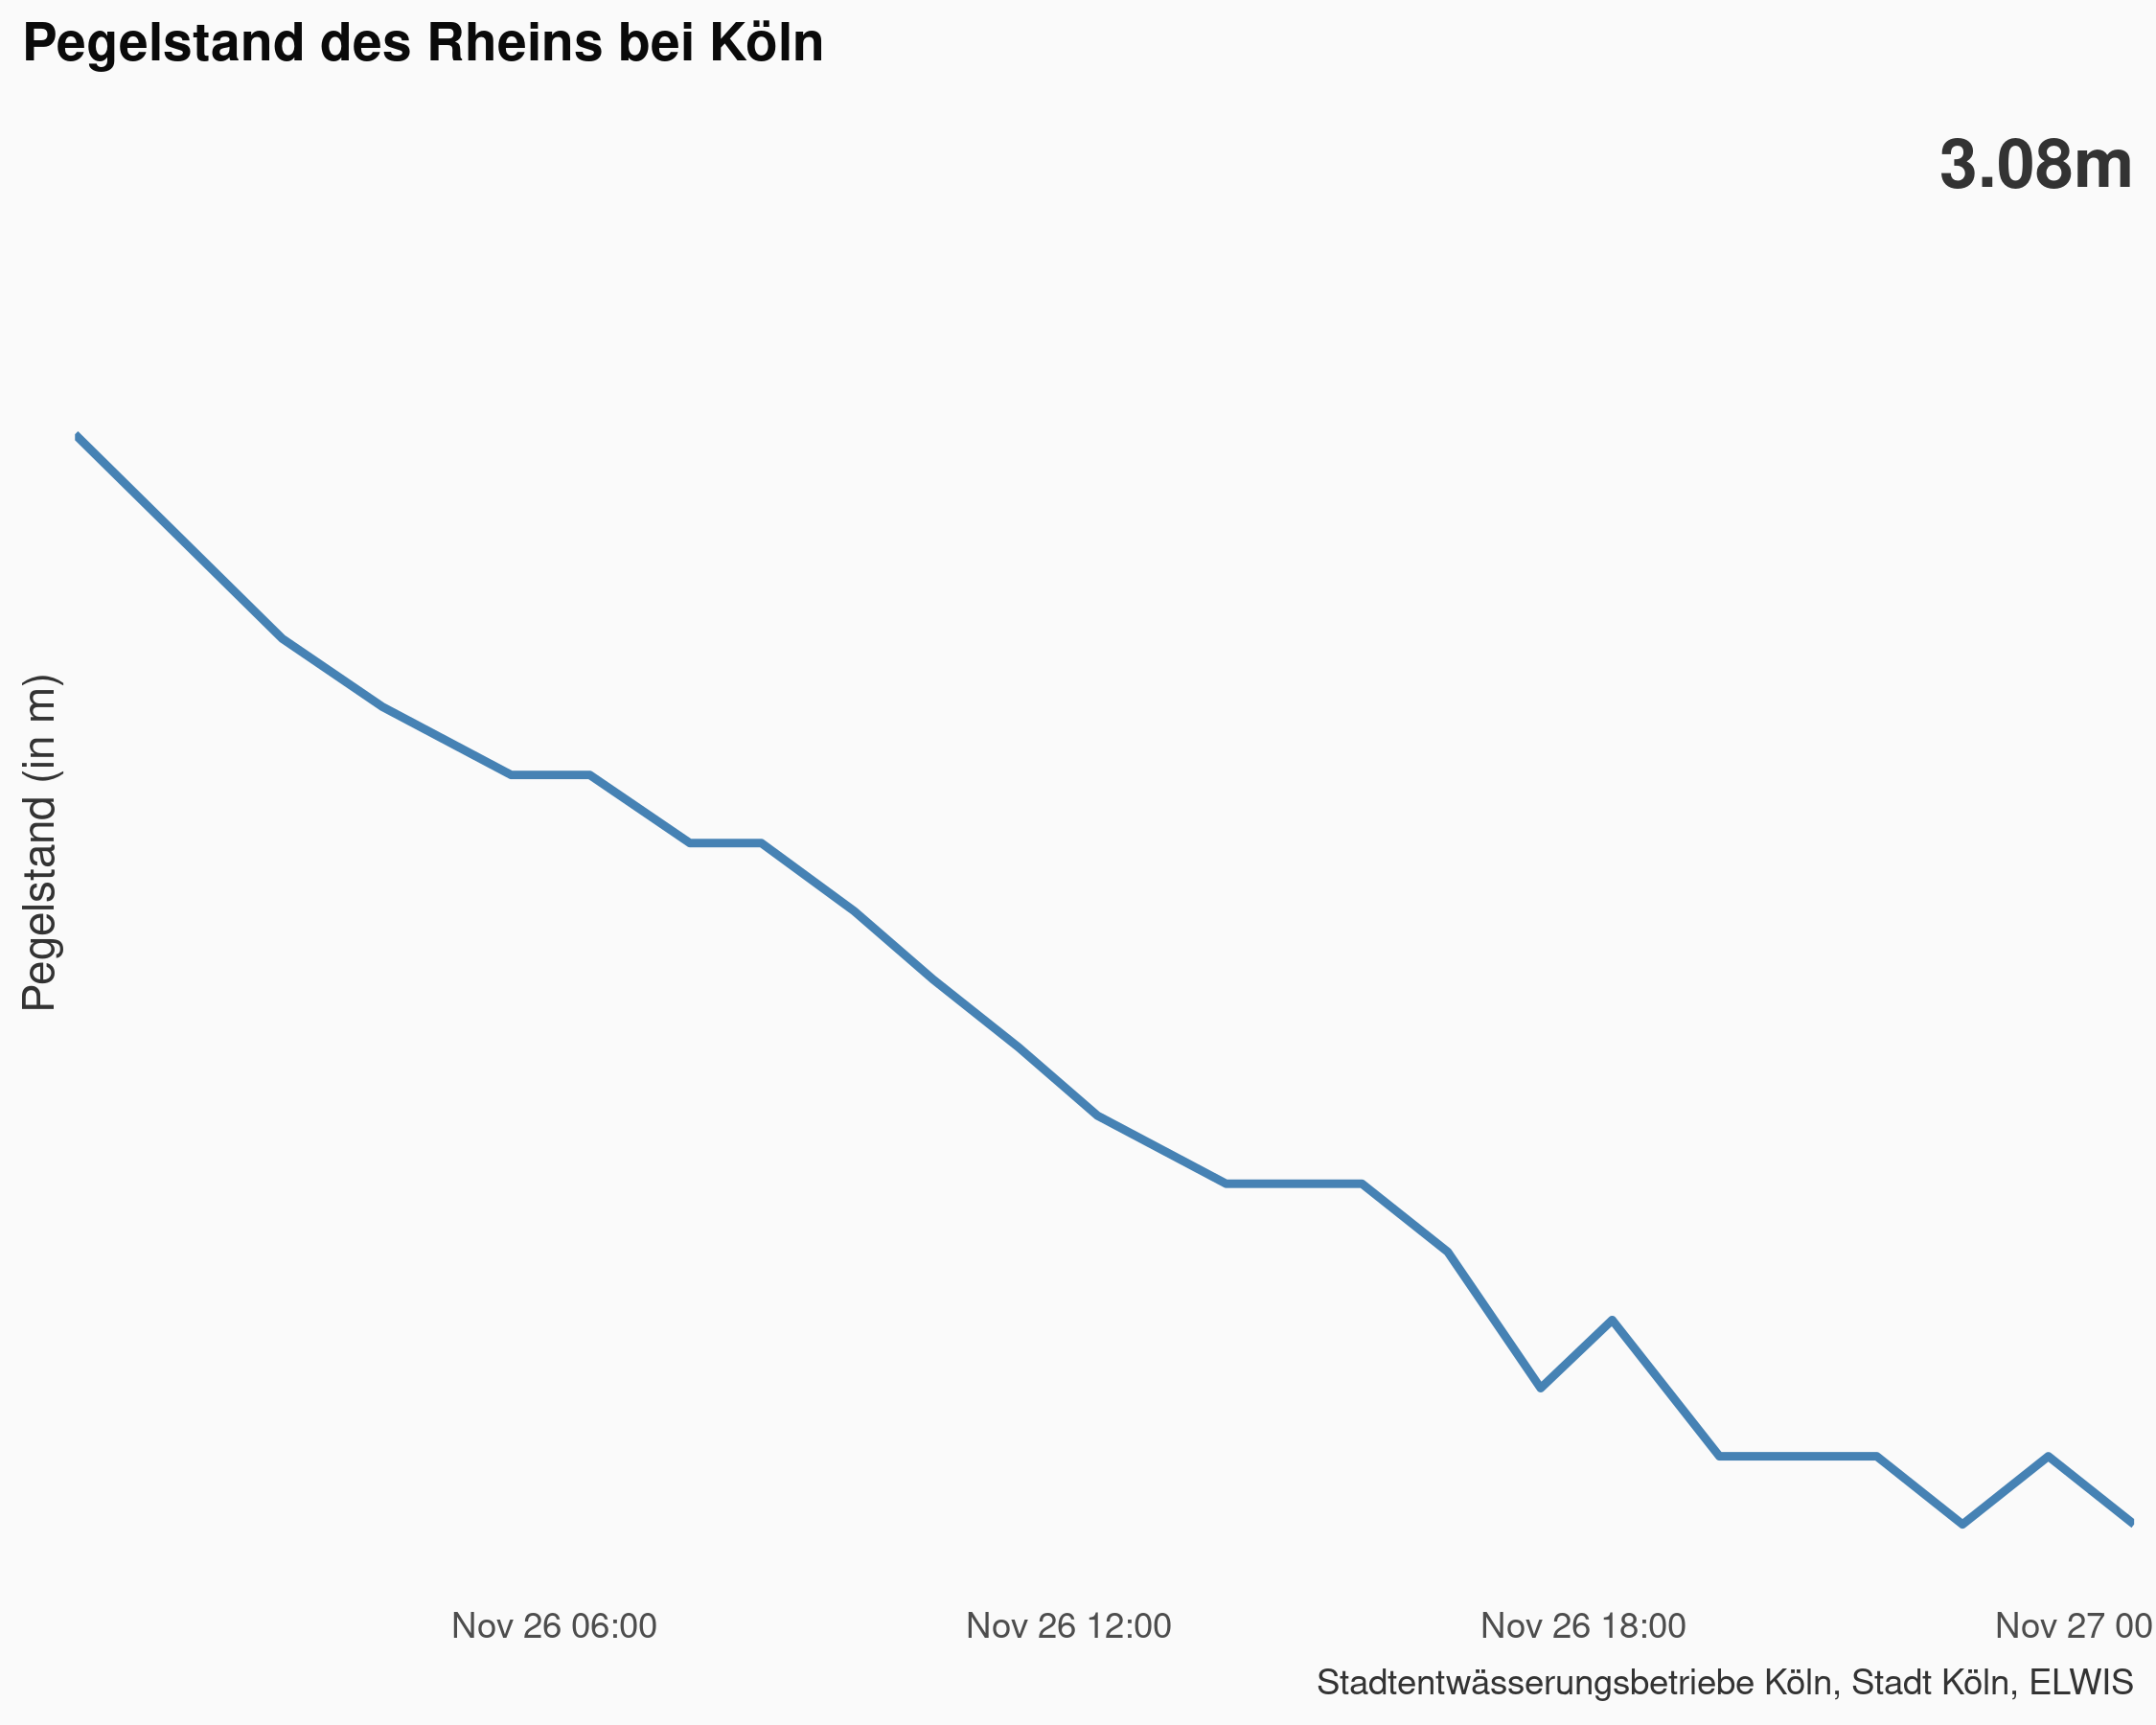 Pegelstand des Rheins bei Köln
3.08m
Pegelstand (in m)
Nov 26 06:00
Nov 26 12:00
Nov 26 18:00
Nov 27 00
Stadtentwässerungsbetriebe Köln, Stadt Köln, ELWIS